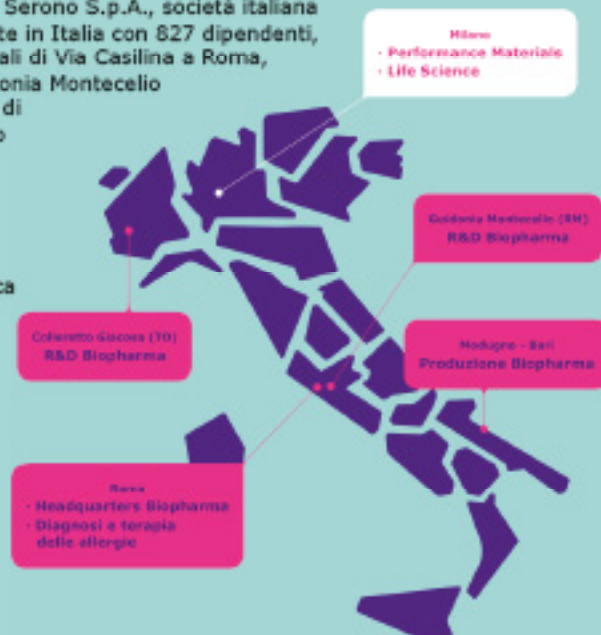 Serono S.p.A., società italiana
te in Italia con 827 dipendenti,
ali di Via Casilina a Roma,
onia Montecelio
di
o
ca
Milano
· Performance Materials
· Life Science
Guidonia Montecelio (RM)
R&D Biopharma
Colleretto Giacosa (TO)
R&D Biopharma
Modugno - Bari
Produzione Biopharma
Roma
· Headquarters Biopharma
· Diagnosi e terapia
delle allergie